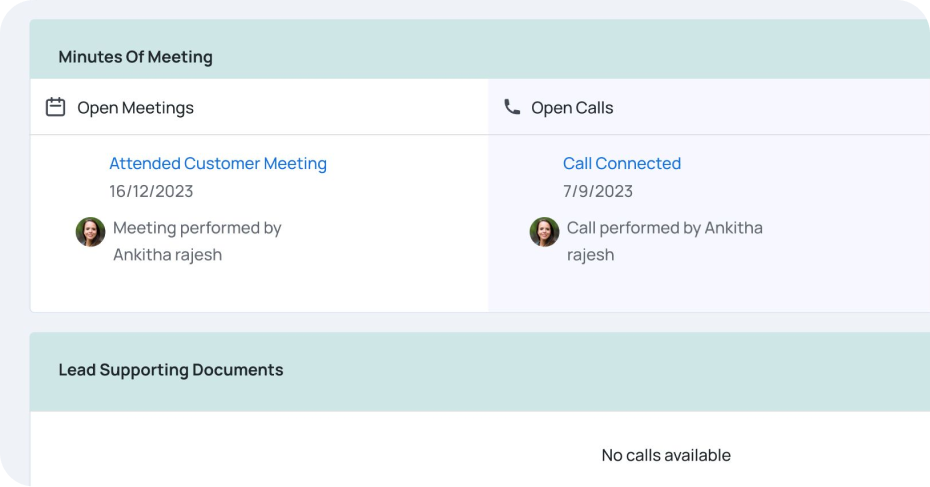 Minutes Of Meeting
Open Meetings
Attended Customer Meeting
16/12/2023
Meeting performed by
Ankitha rajesh
Open Calls
Call Connected
7/9/2023
Call performed by Ankitha
rajesh
Lead Supporting Documents
No calls available